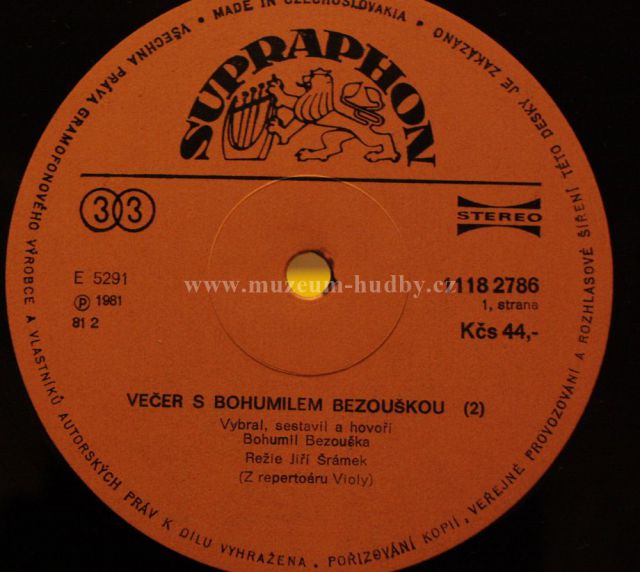 VŠECHNA PRÁVA GRAMOFONOVÉHO VÝROBCE A VLASTNÍKŮ AUTORSKÝCH PRÁV K DÍLU VYHRAŽENA • POŘIZOVÁNÍ KOPIÍ, VEŘEJNÉ PROVOZOVÁNÍ A ROZHLASOVÉ ŠÍŘENÍ TÉTO DESKY JE ZAKÁZÁNO
• MADE IN CZECHOSLOVAKIA •
SUPRAPHON
33
STEREO
E 5291
℗ 1981
81 2
www.muzeum-hudby.cz
1118 2786
1, strana
Kčs 44,-
VEČER S BOHUMILEM BEZOUŠKOU (2)
Vybral, sestavil a hovoří
Bohumil Bezouška
Režie Jiří Šrámek
(Z repertoáru Violy)